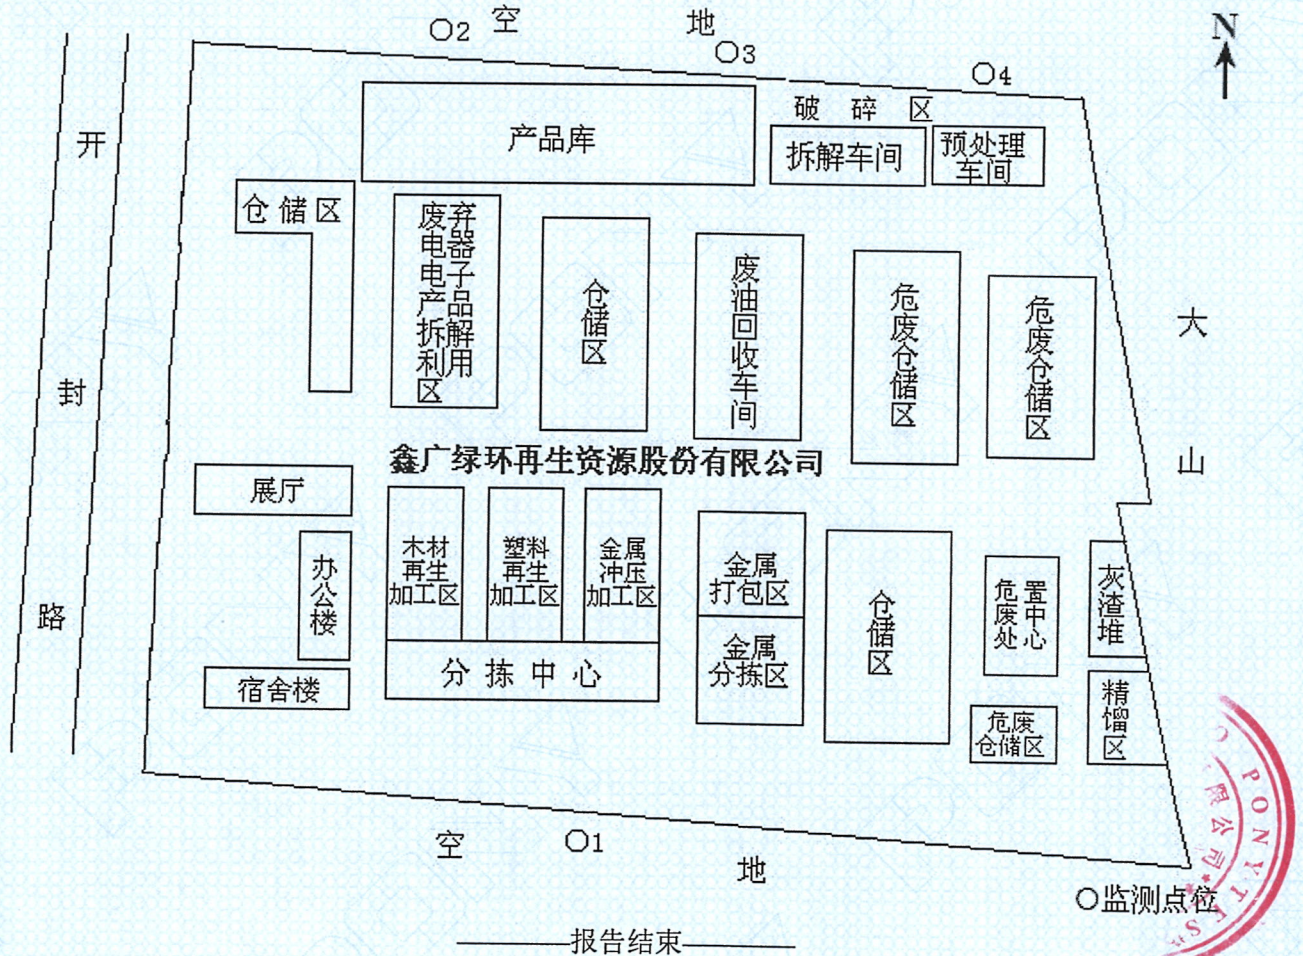 空 地
○2
○3
○4
N
开封路
破碎区
产品库
拆解车间
预处理
车间
仓储区
废弃
电器
电子
产品
拆解
利用
区
仓储区
废油回收车间
危废仓储区
危废仓储区
大山
鑫广绿环再生资源股份有限公司
展厅
办公楼
宿舍楼
木材
再生
加工区
塑料
再生
加工区
金属
冲压
加工区
分拣中心
金属
打包区
金属
分拣区
仓储区
危废处置中心
危废
仓储区
灰渣堆
精馏区
空 地
○1
○监测点位
限公司
PONYTES
报告结束